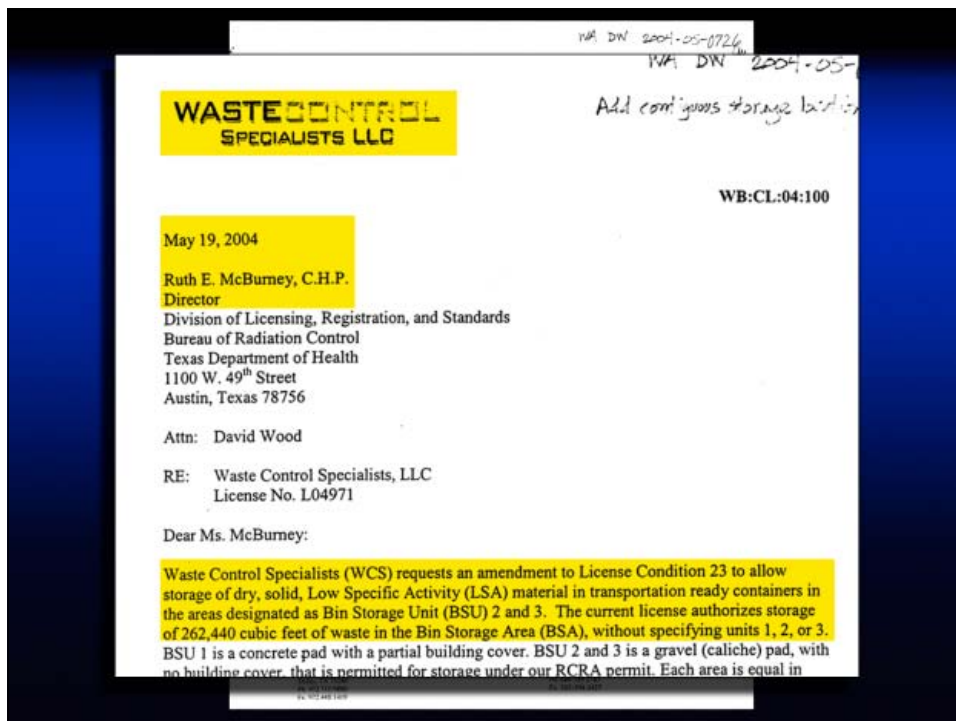 WA DW 2004-05-0726
WA DW 2004-05-
Add contiguous storage
WASTECONTROL
SPECIALISTS LLC
WB:CL:04:100
May 19, 2004
Ruth E. McBurney, C.H.P.
Director
Division of Licensing, Registration, and Standards
Bureau of Radiation Control
Texas Department of Health
1100 W. 49th Street
Austin, Texas 78756
Attn: David Wood
RE: Waste Control Specialists, LLC
License No. L04971
Dear Ms. McBurney:
Waste Control Specialists (WCS) requests an amendment to License Condition 23 to allow
storage of dry, solid, Low Specific Activity (LSA) material in transportation ready containers in
the areas designated as Bin Storage Unit (BSU) 2 and 3. The current license authorizes storage
of 262,440 cubic feet of waste in the Bin Storage Area (BSA), without specifying units 1, 2, or 3.
BSU 1 is a concrete pad with a partial building cover. BSU 2 and 3 is a gravel (caliche) pad, with
no building cover, that is permitted for storage under our RCRA permit. Each area is equal in